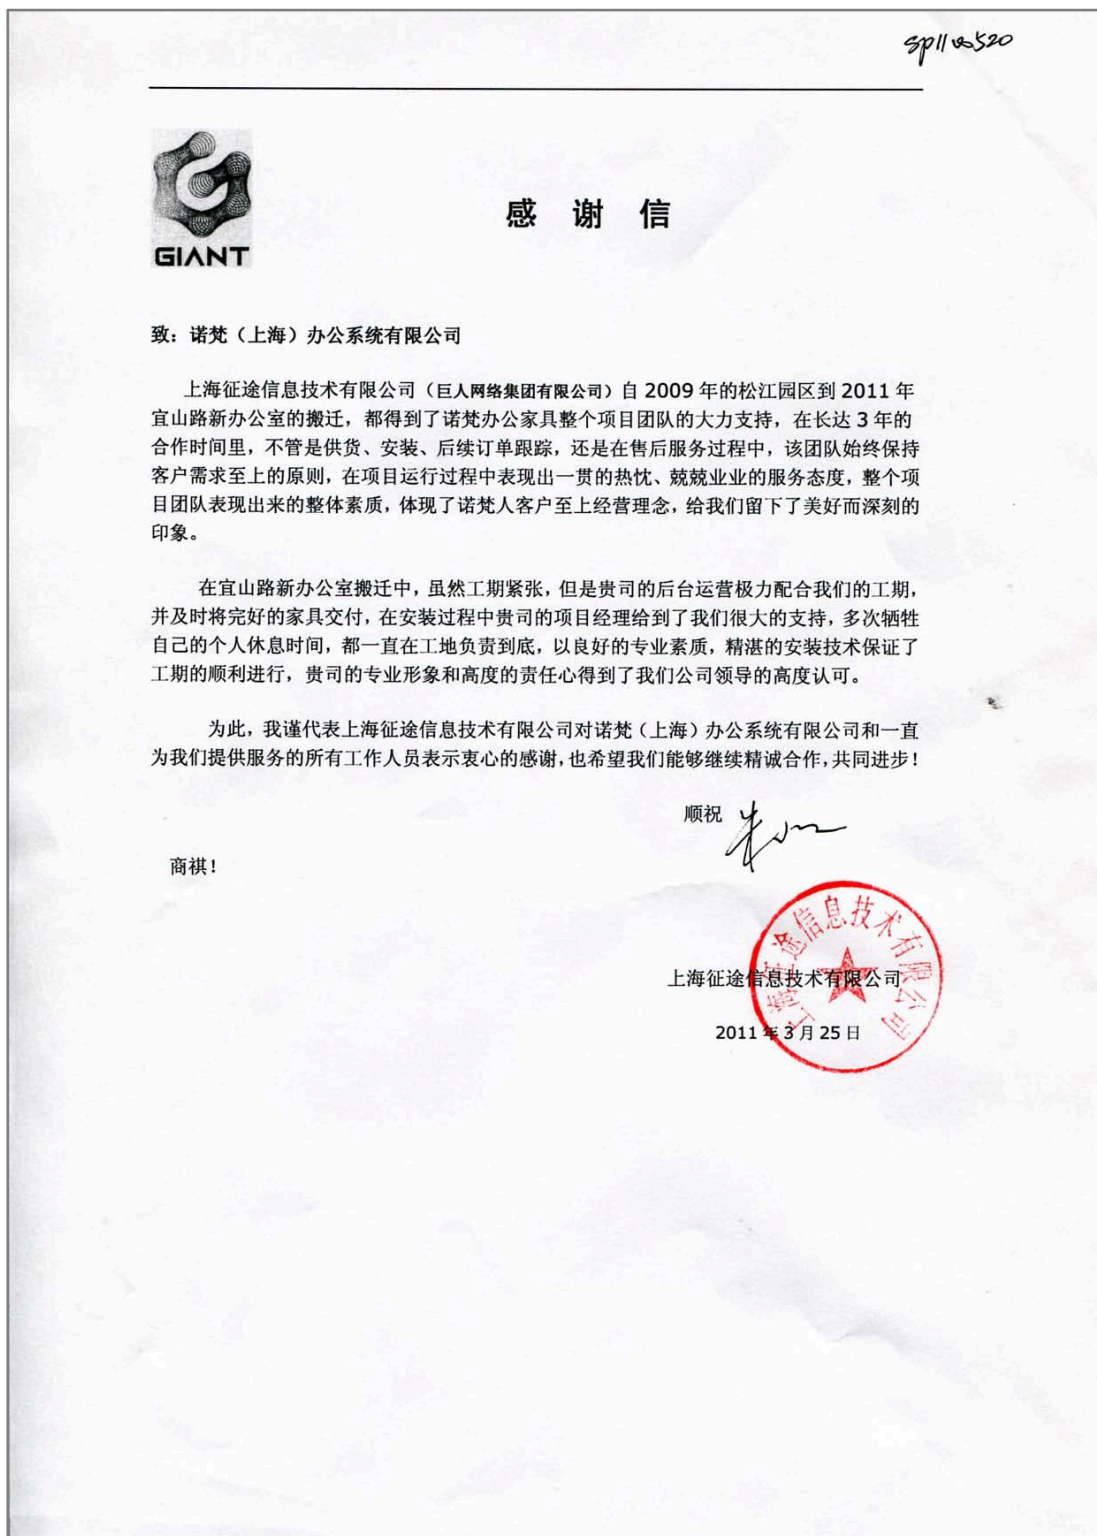 GIANT
感 谢 信
致：诺梵（上海）办公系统有限公司
上海征途信息技术有限公司（巨人网络集团有限公司）自 2009 年的松江园区到 2011 年
宜山路新办公室的搬迁，都得到了诺梵办公家具整个项目团队的大力支持，在长达 3 年的
合作时间里，不管是供货、安装、后续订单跟踪，还是在售后服务过程中，该团队始终保持
客户需求至上的原则，在项目运行过程中表现出一贯的热忱、兢兢业业的服务态度，整个项
目团队表现出来的整体素质，体现了诺梵人客户至上经营理念，给我们留下了美好而深刻的
印象。
在宜山路新办公室搬迁中，虽然工期紧张，但是贵司的后台运营极力配合我们的工期，
并及时将完好的家具交付，在安装过程中贵司的项目经理给到了我们很大的支持，多次牺牲
自己的个人休息时间，都一直在工地负责到底，以良好的专业素质，精湛的安装技术保证了
工期的顺利进行，贵司的专业形象和高度的责任心得到了我们公司领导的高度认可。
为此，我谨代表上海征途信息技术有限公司对诺梵（上海）办公系统有限公司和一直
为我们提供服务的所有工作人员表示衷心的感谢，也希望我们能够继续精诚合作，共同进步！
顺祝
商祺！
上海征途信息技术有限公司
上海征途信息技术有限公司
2011 年 3 月 25 日